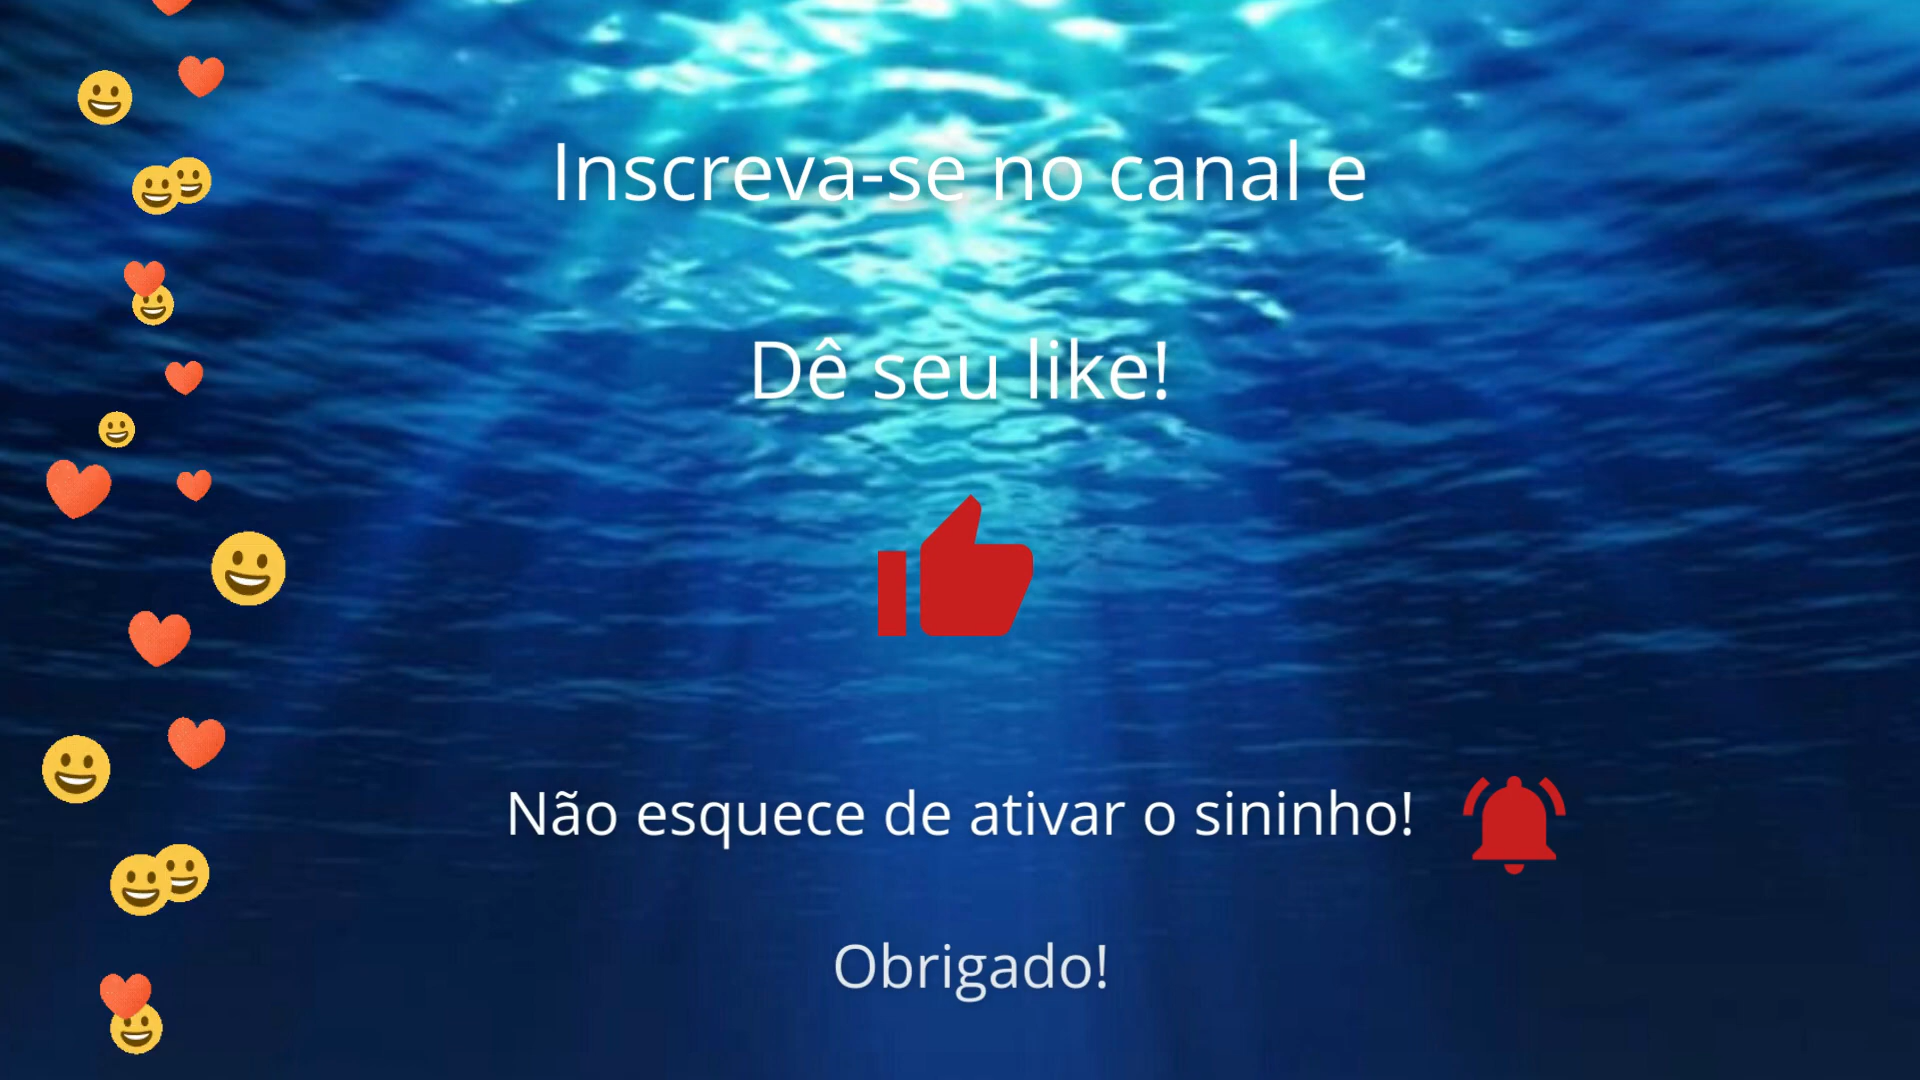 Inscreva-se no canal e
Dê seu like!
Não esquece de ativar o sininho!
Obrigado!